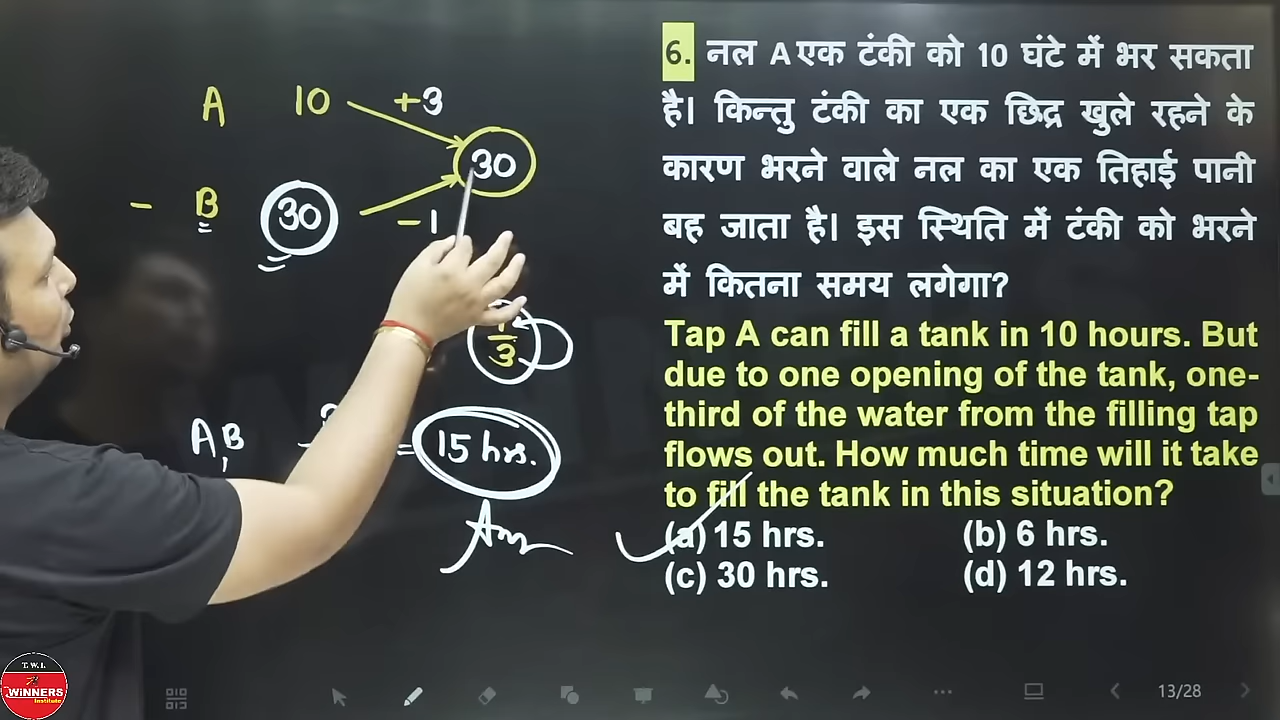 A 10 +3
30
- B 30 -1
1
3
A, B = 15 hrs.
Ans
6. नल A एक टंकी को 10 घंटे में भर सकता
है। किन्तु टंकी का एक छिद्र खुले रहने के
कारण भरने वाले नल का एक तिहाई पानी
बह जाता है। इस स्थिति में टंकी को भरने
में कितना समय लगेगा?
Tap A can fill a tank in 10 hours. But
due to one opening of the tank, one-
third of the water from the filling tap
flows out. How much time will it take
to fill the tank in this situation?
(a) 15 hrs. (b) 6 hrs.
(c) 30 hrs. (d) 12 hrs.
T.W.I.
WiNNERS
Institute
13/28